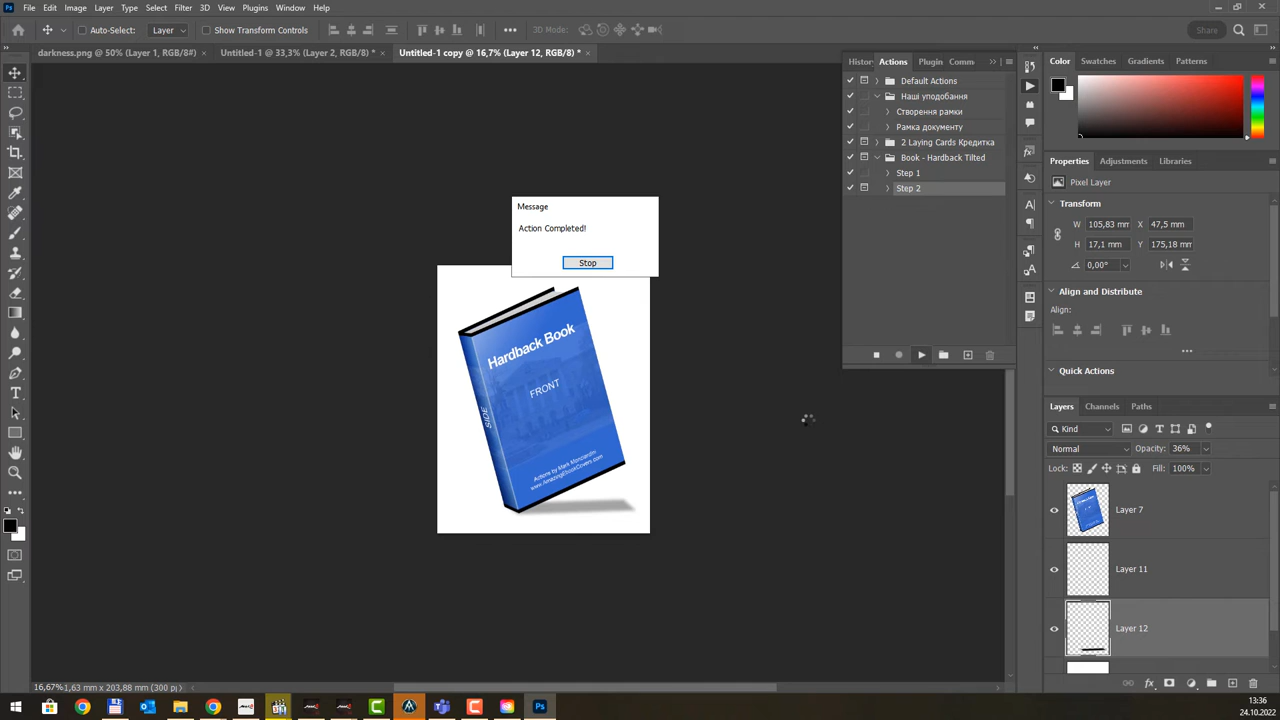 File Edit Image Layer Type Select Filter 3D View Plugins Window Help
Auto-Select: Layer Show Transform Controls 3D Mode: Share
darkness.png @ 50% (Layer 1, RGB/8#) × Untitled-1 @ 33,3% (Layer 2, RGB/8) * × Untitled-1 copy @ 16,7% (Layer 12, RGB/8) * ×
Histor Actions Plugin Comm
Default Actions
Наші уподобання
Створення рамки
Рамка документу
2 Laying Cards Кредитка
Book - Hardback Tilted
Step 1
Step 2
Message
Action Completed!
Stop
Hardback Book
FRONT
SIDE
Actions by Mark Monciardini
www.AmazingEbookCovers.com
Color Swatches Gradients Patterns
Properties Adjustments Libraries
Pixel Layer
Transform
W 105,83 mm X 47,5 mm
H 17,1 mm Y 175,18 mm
0,00°
Align and Distribute
Align:
Quick Actions
Layers Channels Paths
Kind
Normal Opacity: 36%
Lock: Fill: 100%
Layer 7
Layer 11
Layer 12
16,67% 1,63 mm x 203,88 mm (300 p)
13:36
24.10.2022